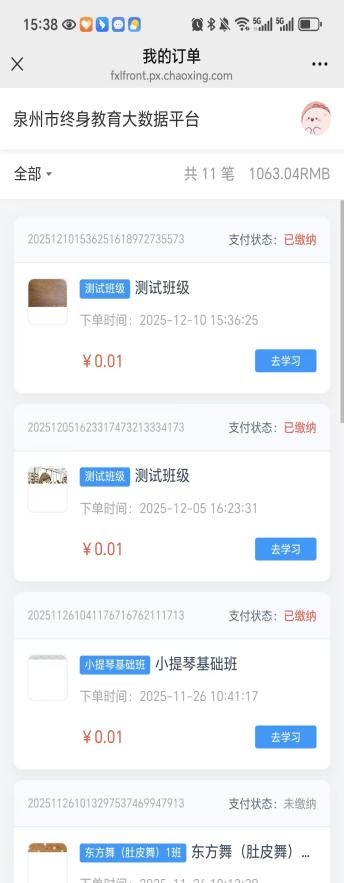 15:38
我的订单
fxlfront.px.chaoxing.com
泉州市终身教育大数据平台
全部 共 11 笔 1063.04RMB
20251210153625161897273557​3 支付状态：已缴纳
测试班级 测试班级
下单时间：2025-12-10 15:36:25
￥0.01 去学习
202512051623317473213334173 支付状态：已缴纳
测试班级 测试班级
下单时间：2025-12-05 16:23:31
￥0.01 去学习
202511261041176716762111713 支付状态：已缴纳
小提琴基础班 小提琴基础班
下单时间：2025-11-26 10:41:17
￥0.01 去学习
202511261013297537469947913 支付状态：未缴纳
东方舞（肚皮舞）1班 东方舞（肚皮舞）...